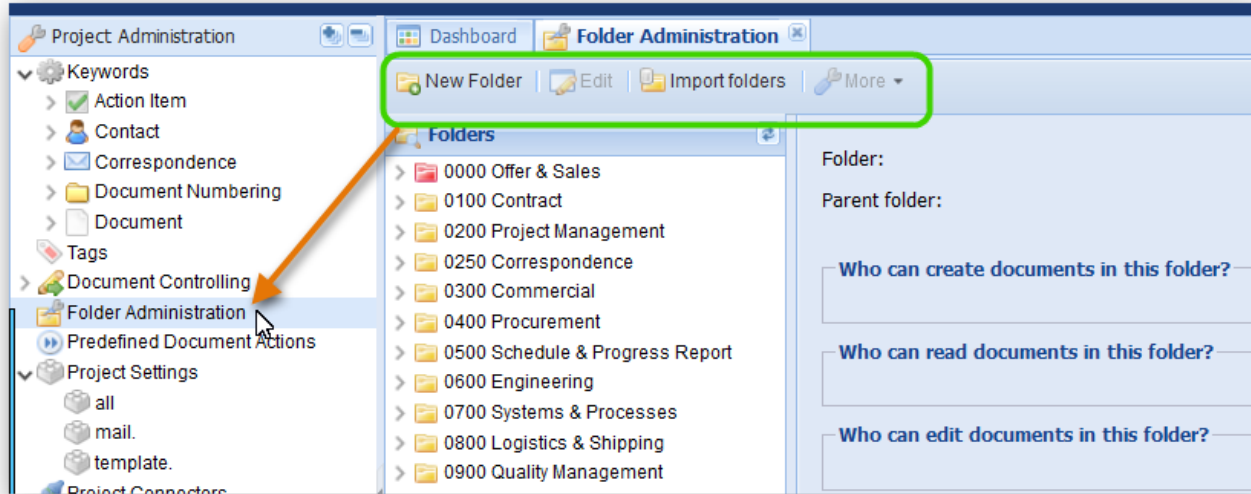 Project Administration
Keywords
Action Item
Contact
Correspondence
Document Numbering
Document
Tags
Document Controlling
Folder Administration
Predefined Document Actions
Project Settings
all
mail.
template.
Project Connectors
Dashboard
Folder Administration
New Folder
Edit
Import folders
More
Folders
0000 Offer & Sales
0100 Contract
0200 Project Management
0250 Correspondence
0300 Commercial
0400 Procurement
0500 Schedule & Progress Report
0600 Engineering
0700 Systems & Processes
0800 Logistics & Shipping
0900 Quality Management
Folder:
Parent folder:
Who can create documents in this folder?
Who can read documents in this folder?
Who can edit documents in this folder?